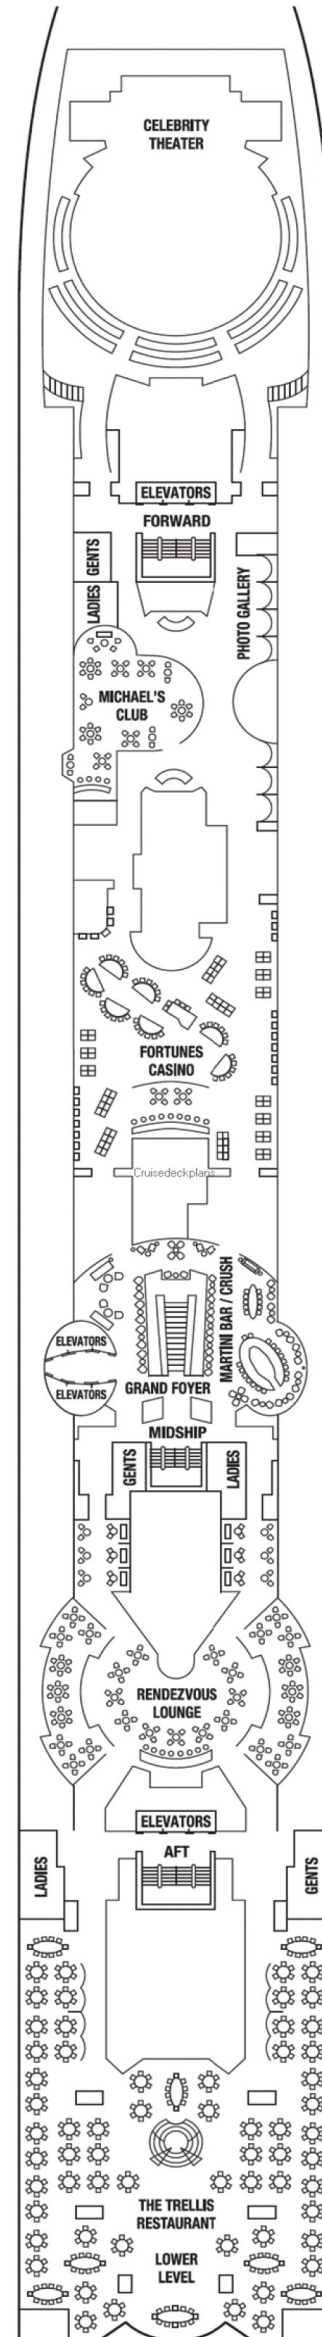 CELEBRITY
THEATER
ELEVATORS
FORWARD
GENTS
LADIES
PHOTO GALLERY
MICHAEL'S
CLUB
FORTUNES
CASINO
Cruisedeckplans
MARTINI BAR / CRUSH
ELEVATORS
ELEVATORS
GRAND FOYER
MIDSHIP
GENTS
LADIES
RENDEZVOUS
LOUNGE
ELEVATORS
AFT
LADIES
GENTS
THE TRELLIS
RESTAURANT
LOWER
LEVEL